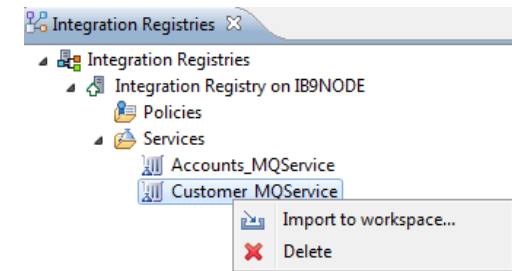 Integration Registries
Integration Registries
Integration Registry on IB9NODE
Policies
Services
Accounts_MQService
Customer_MQService
Import to workspace...
Delete